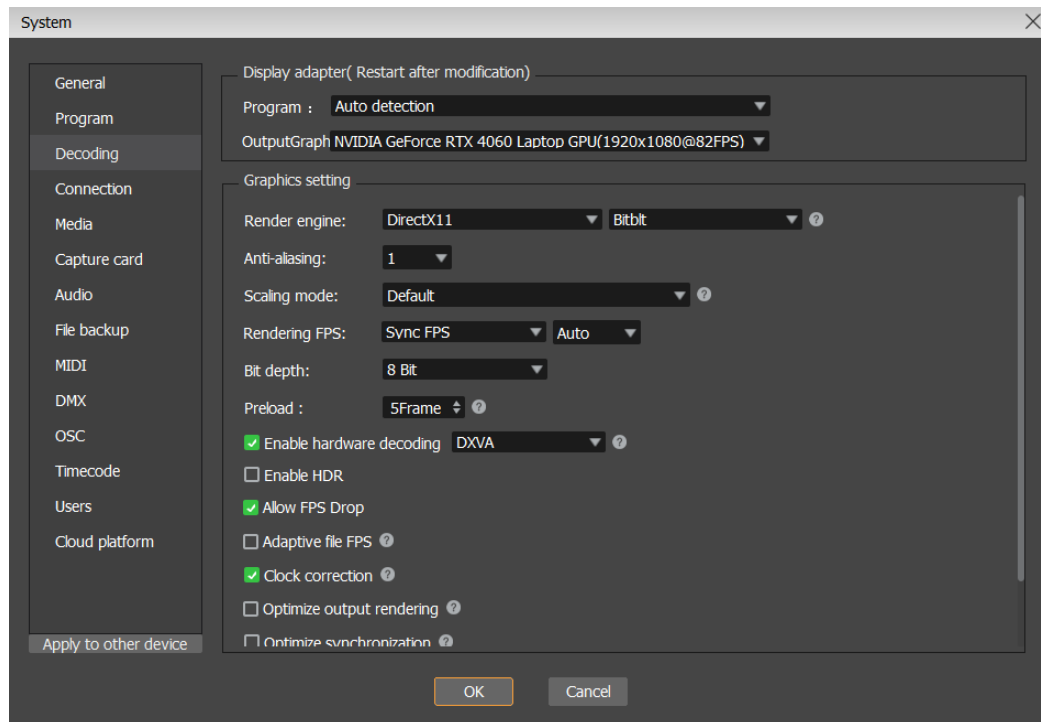 System
General
Program
Decoding
Connection
Media
Capture card
Audio
File backup
MIDI
DMX
OSC
Timecode
Users
Cloud platform
Apply to other device
Display adapter( Restart after modification)
Program : Auto detection
OutputGraph NVIDIA GeForce RTX 4060 Laptop GPU(1920x1080@82FPS)
Graphics setting
Render engine: DirectX11 Bitblt ?
Anti-aliasing: 1
Scaling mode: Default ?
Rendering FPS: Sync FPS Auto
Bit depth: 8 Bit
Preload : 5Frame ?
Enable hardware decoding DXVA ?
Enable HDR
Allow FPS Drop
Adaptive file FPS ?
Clock correction ?
Optimize output rendering ?
Optimize synchronization ?
OK Cancel